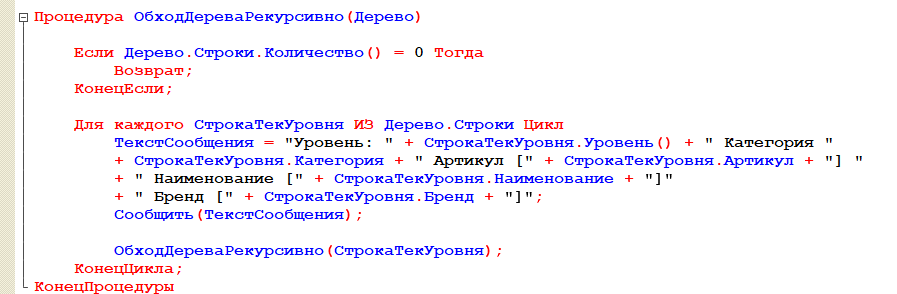 Процедура ОбходДереваРекурсивно(Дерево)
Если Дерево.Строки.Количество() = 0 Тогда
Возврат;
КонецЕсли;
Для каждого СтрокаТекУровня ИЗ Дерево.Строки Цикл
ТекстСообщения = "Уровень: " + СтрокаТекУровня.Уровень() + " Категория "
+ СтрокаТекУровня.Категория + " Артикул [" + СтрокаТекУровня.Артикул + "] "
+ " Наименование [" + СтрокаТекУровня.Наименование + "]"
+ " Бренд [" + СтрокаТекУровня.Бренд + "]";
Сообщить(ТекстСообщения);
ОбходДереваРекурсивно(СтрокаТекУровня);
КонецЦикла;
КонецПроцедуры